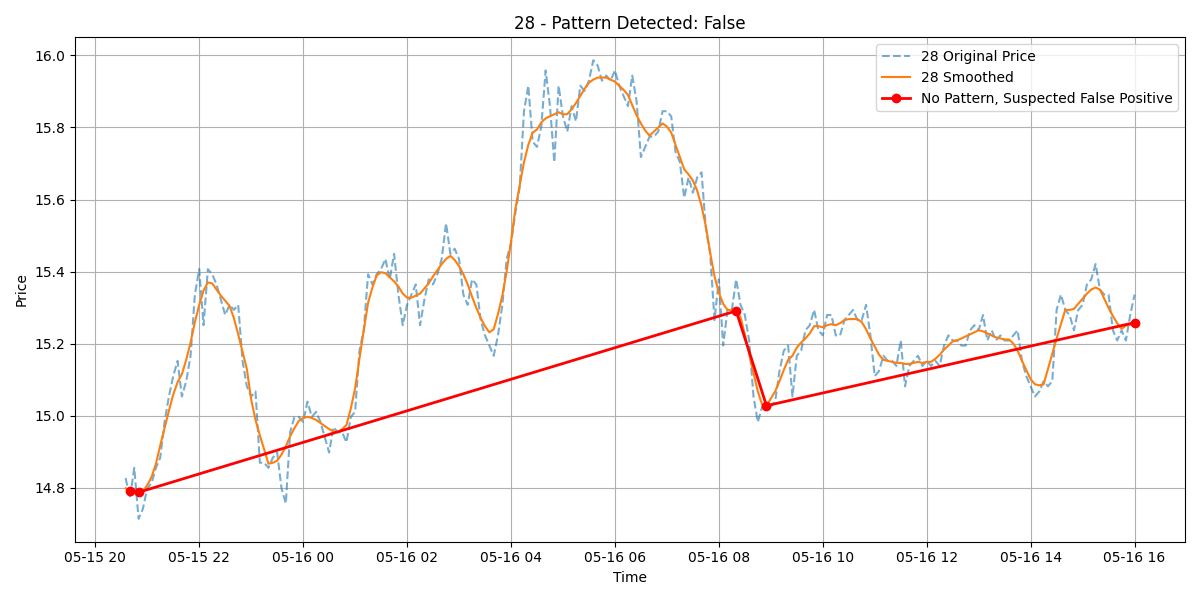 28 - Pattern Detected: False
28 Original Price
28 Smoothed
No Pattern, Suspected False Positive
Price
16.0
15.8
15.6
15.4
15.2
15.0
14.8
05-15 20 05-15 22 05-16 00 05-16 02 05-16 04 05-16 06 05-16 08 05-16 10 05-16 12 05-16 14 05-16 16
Time